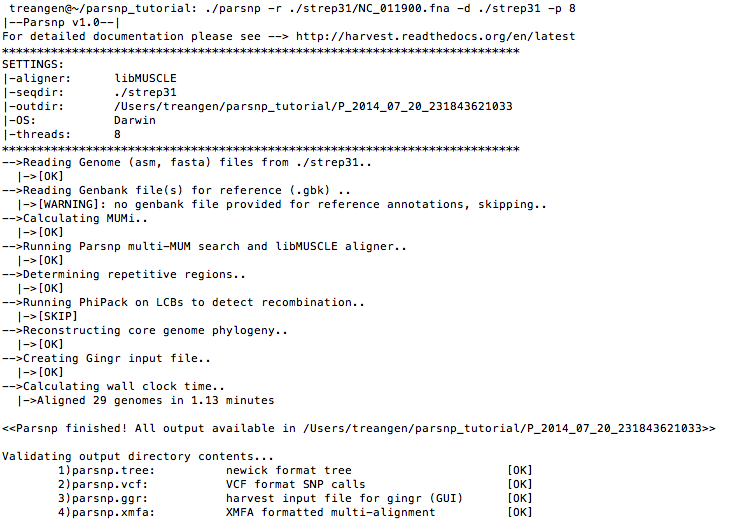 treangen@~/parsnp_tutorial: ./parsnp -r ./strep31/NC_011900.fna -d ./strep31 -p 8
|--Parsnp v1.0--|
For detailed documentation please see --> http://harvest.readthedocs.org/en/latest
*****************************************************************************
SETTINGS:
|-aligner:      libMUSCLE
|-seqdir:       ./strep31
|-outdir:       /Users/treangen/parsnp_tutorial/P_2014_07_20_231843621033
|-OS:           Darwin
|-threads:      8
*****************************************************************************
-->Reading Genome (asm, fasta) files from ./strep31..
  |->[OK]
-->Reading Genbank file(s) for reference (.gbk) ..
  |->[WARNING]: no genbank file provided for reference annotations, skipping..
-->Calculating MUMi..
  |->[OK]
-->Running Parsnp multi-MUM search and libMUSCLE aligner..
  |->[OK]
-->Determining repetitive regions..
  |->[OK]
-->Running PhiPack on LCBs to detect recombination..
  |->[SKIP]
-->Reconstructing core genome phylogeny..
  |->[OK]
-->Creating Gingr input file..
  |->[OK]
-->Calculating wall clock time..
  |->Aligned 29 genomes in 1.13 minutes
<<Parsnp finished! All output available in /Users/treangen/parsnp_tutorial/P_2014_07_20_231843621033>>
Validating output directory contents...
        1)parsnp.tree:          newick format tree                      [OK]
        2)parsnp.vcf:           VCF format SNP calls                    [OK]
        3)parsnp.ggr:           harvest input file for gingr (GUI)      [OK]
        4)parsnp.xmfa:          XMFA formatted multi-alignment          [OK]